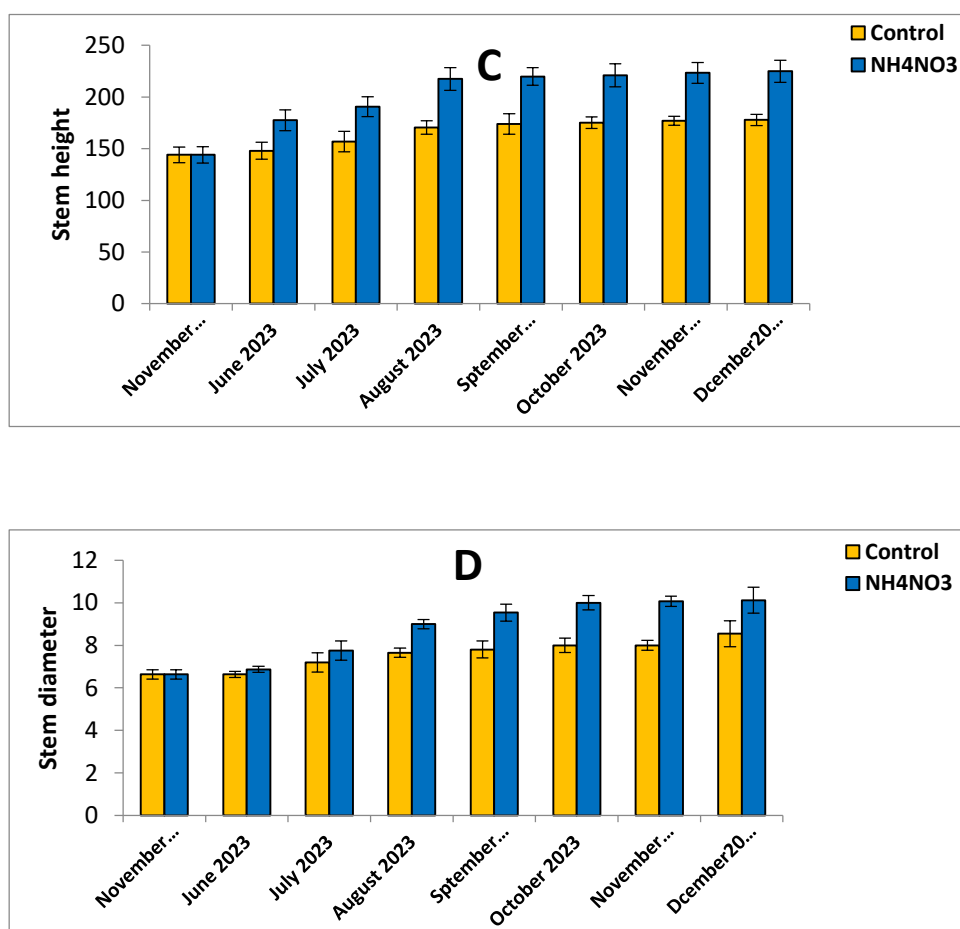 C
Control
NH4NO3
Stem height
250
200
150
100
50
0
November...
June 2023
July 2023
August 2023
Sptember...
October 2023
November...
Dcember20...
D
Control
NH4NO3
Stem diameter
12
10
8
6
4
2
0
November...
June 2023
July 2023
August 2023
Sptember...
October 2023
November...
Dcember20...